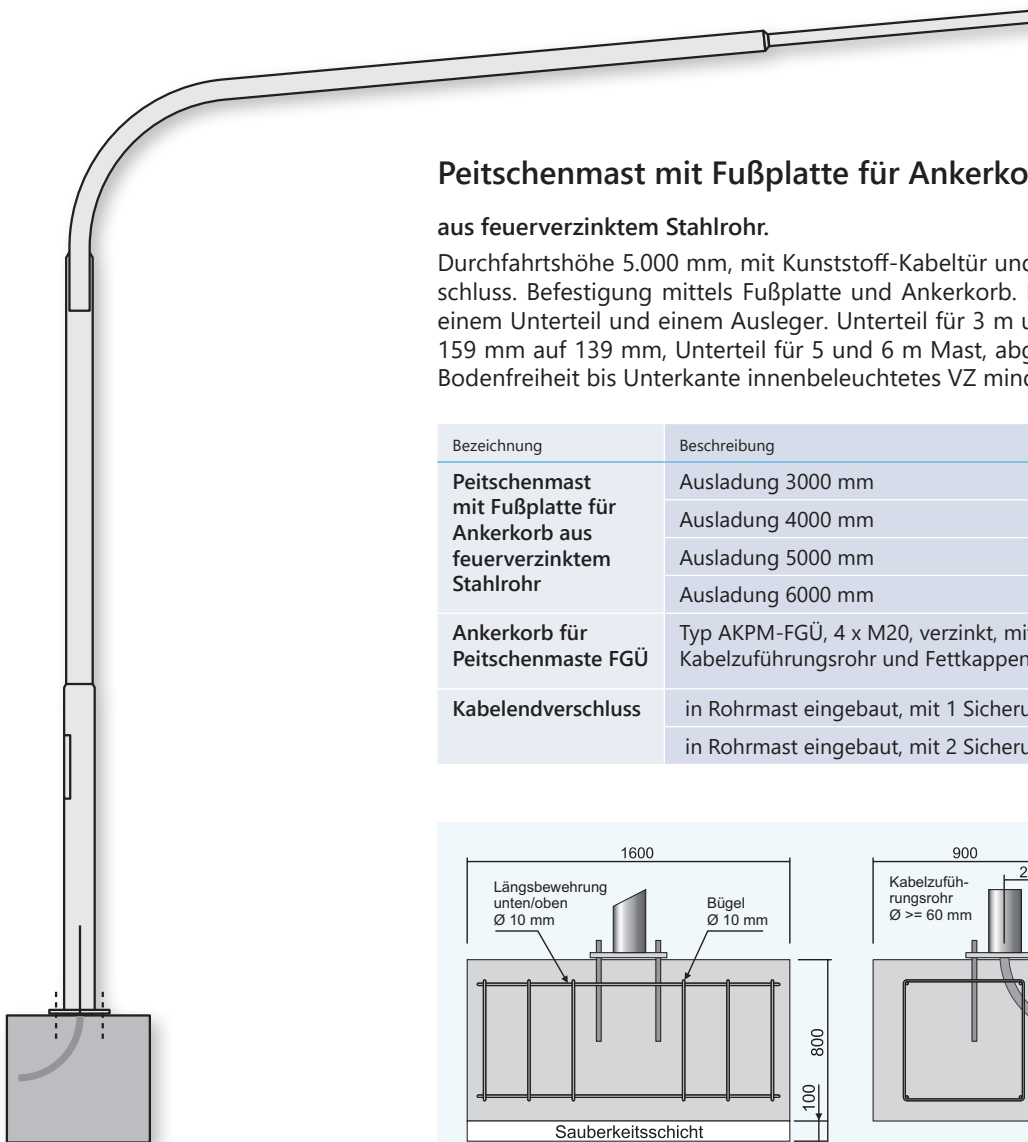 Peitschenmast mit Fußplatte für Ankerko
aus feuerverzinktem Stahlrohr.
Durchfahrtshöhe 5.000 mm, mit Kunststoff-Kabeltür und
schluss. Befestigung mittels Fußplatte und Ankerkorb.
einem Unterteil und einem Ausleger. Unterteil für 3 m
159 mm auf 139 mm, Unterteil für 5 und 6 m Mast, abg
Bodenfreiheit bis Unterkante innenbeleuchtetes VZ mind
Bezeichnung
Beschreibung
Peitschenmast
mit Fußplatte für
Ankerkorb aus
feuerverzinktem
Stahlrohr
Ausladung 3000 mm
Ausladung 4000 mm
Ausladung 5000 mm
Ausladung 6000 mm
Ankerkorb für
Peitschenmaste FGÜ
Typ AKPM-FGÜ, 4 x M20, verzinkt, mi
Kabelzuführungsrohr und Fettkappen
Kabelendverschluss
in Rohrmast eingebaut, mit 1 Sicheru
in Rohrmast eingebaut, mit 2 Sicheru
1600
Längsbewehrung
unten/oben
Ø 10 mm
Bügel
Ø 10 mm
800
100
Sauberkeitsschicht
900
2
Kabelzufüh-
rungsrohr
Ø >= 60 mm